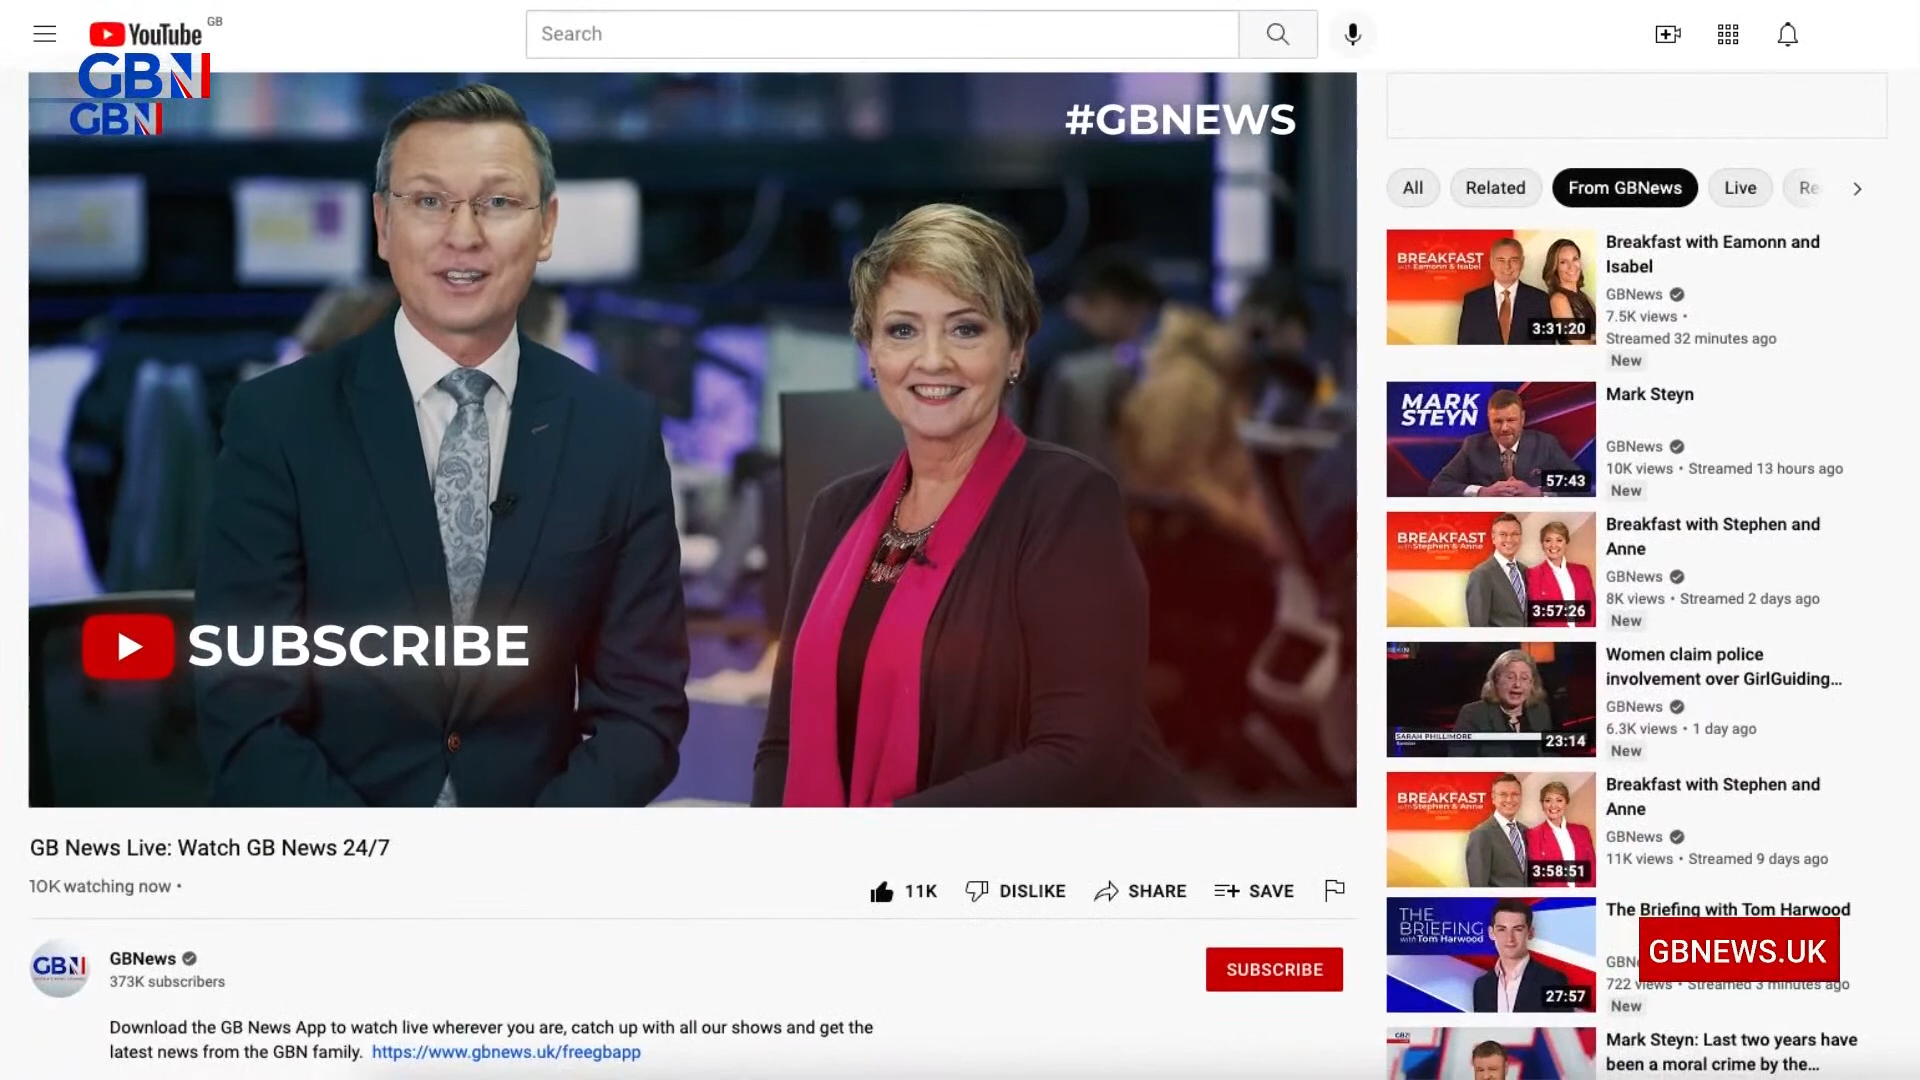 YouTube GB
Search
GBN
GBN
#GBNEWS
SUBSCRIBE
GB News Live: Watch GB News 24/7
10K watching now •
11K
DISLIKE
SHARE
SAVE
GBN
GBNews
373K subscribers
SUBSCRIBE
Download the GB News App to watch live wherever you are, catch up with all our shows and get the
latest news from the GBN family. https://www.gbnews.uk/freegbapp
All
Related
From GBNews
Live
Re
BREAKFAST
with Eamonn & Isabel
3:31:20
Breakfast with Eamonn and
Isabel
GBNews
7.5K views •
Streamed 32 minutes ago
New
MARK
STEYN
57:43
Mark Steyn
GBNews
10K views • Streamed 13 hours ago
New
BREAKFAST
with Stephen & Anne
3:57:26
Breakfast with Stephen and
Anne
GBNews
8K views • Streamed 2 days ago
New
SARAH PHILLIMORE
23:14
Women claim police
involvement over GirlGuiding...
GBNews
6.3K views • 1 day ago
New
BREAKFAST
with Stephen & Anne
3:58:51
Breakfast with Stephen and
Anne
GBNews
11K views • Streamed 9 days ago
THE
BRIEFING
with Tom Harwood
27:57
The Briefing with Tom Harwood
GBN
GBNEWS.UK
722 views • Streamed 3 minutes ago
New
GBN
Mark Steyn: Last two years have
been a moral crime by the...